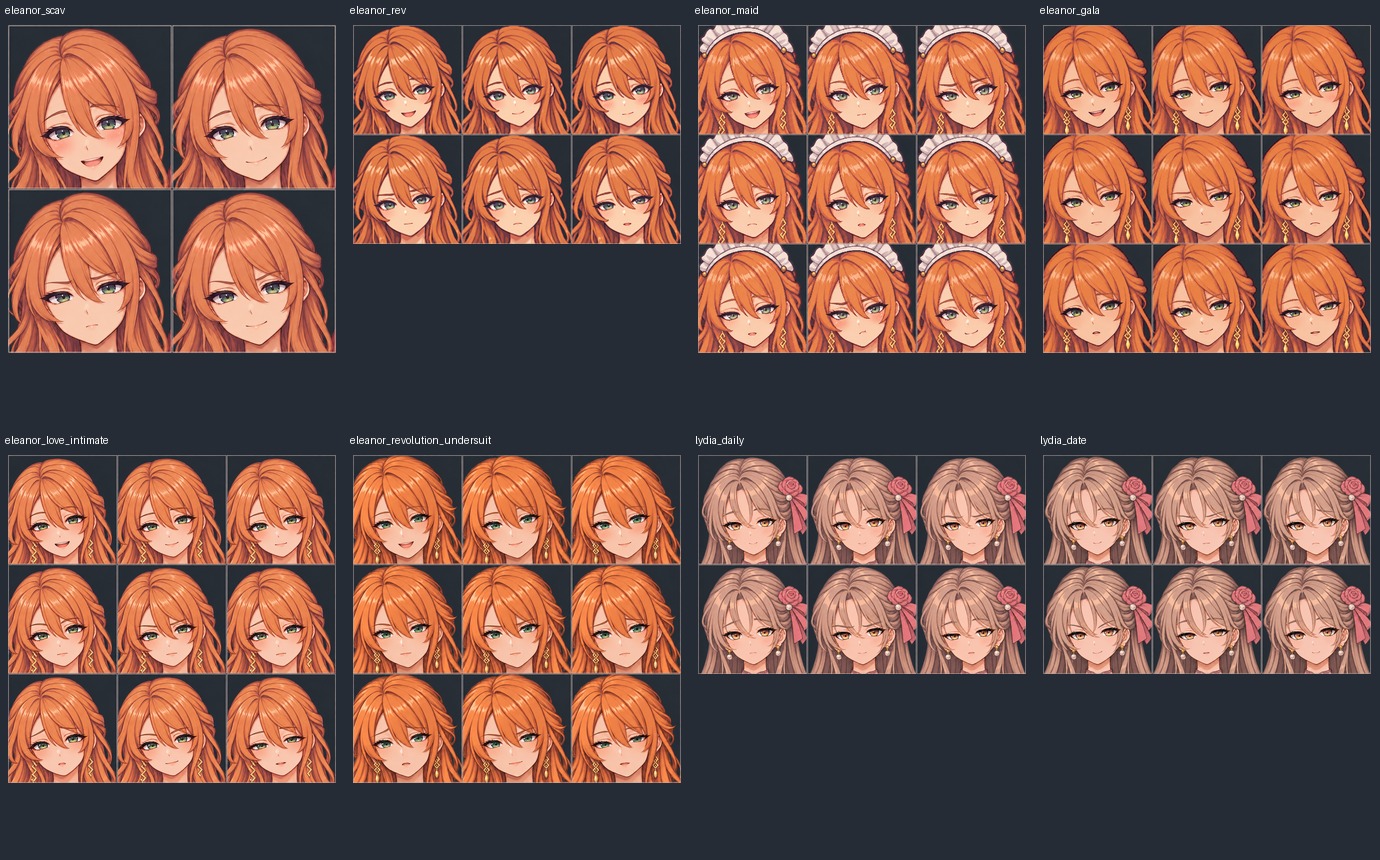 eleanor_scav
eleanor_rev
eleanor_maid
eleanor_gala
eleanor_love_intimate
eleanor_revolution_undersuit
lydia_daily
lydia_date